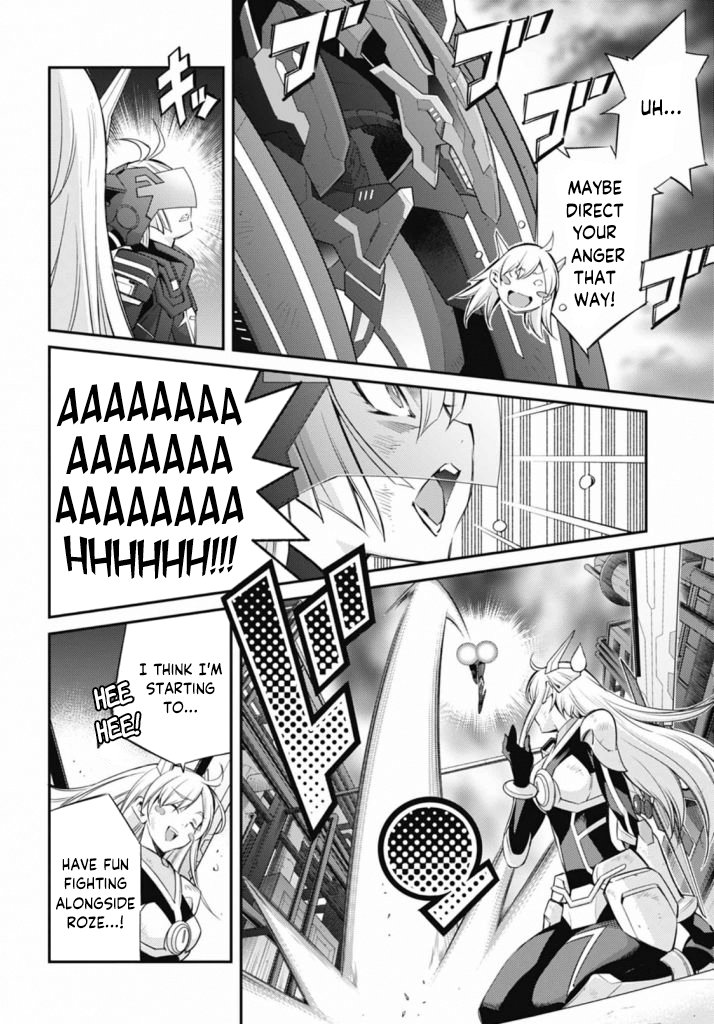 UH...
MAYBE
DIRECT
YOUR
ANGER
THAT
WAY!
ゴ
ゴ
ゴ
ゴ
キッ
AAAAAAAA
AAAAAAA
AAAAAAAA
HHHHHH!!!
ド
I THINK I'M
STARTING
TO...
HEE
HEE!
HAVE FUN
FIGHTING
ALONGSIDE
ROZE...!